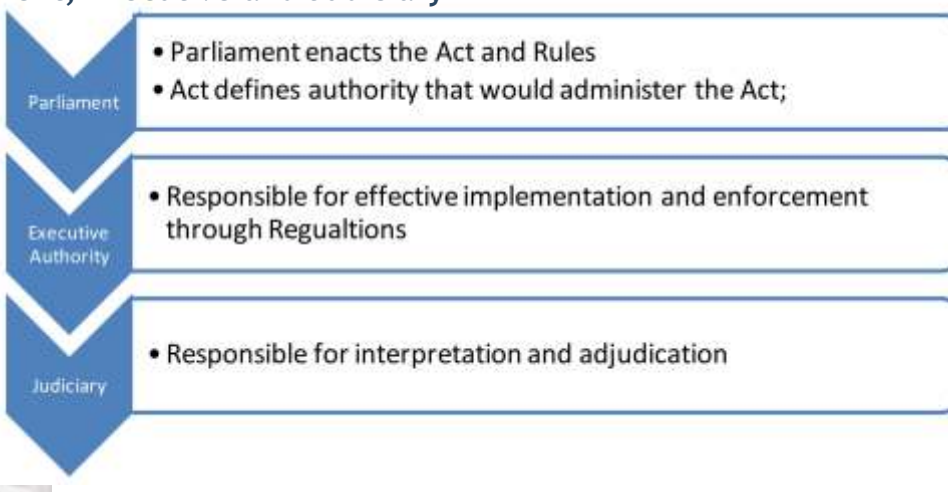 Parliament
• Parliament enacts the Act and Rules
• Act defines authority that would administer the Act;
Executive
Authority
• Responsible for effective implementation and enforcement
through Regualtions
Judiciary
• Responsible for interpretation and adjudication